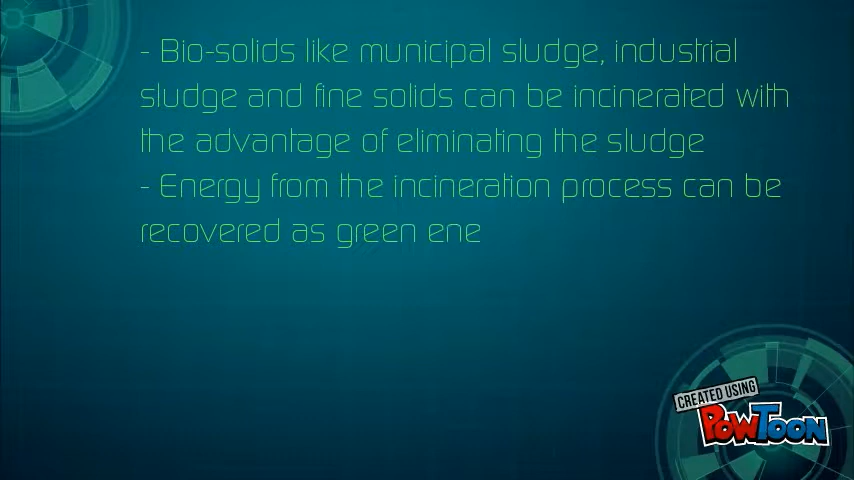 - Bio-solids like municipal sludge, industrial
sludge and fine solids can be incinerated with
the advantage of eliminating the sludge
- Energy from the incineration process can be
recovered as green ene
CREATED USING
POWTOON